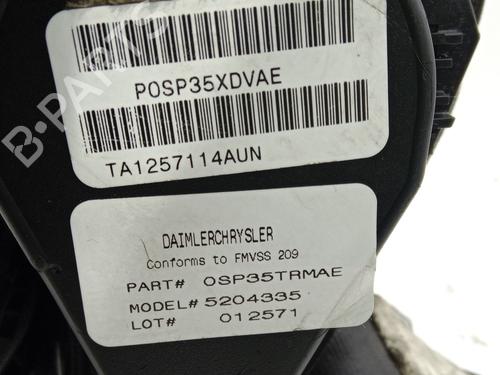 B-PARTS
P0SP35XDVAE
TA1257114AUN
DAIMLERCHRYSLER
Conforms to FMVSS 209
PART# 0SP35TRMAE
MODEL# 5204335
LOT# 012571